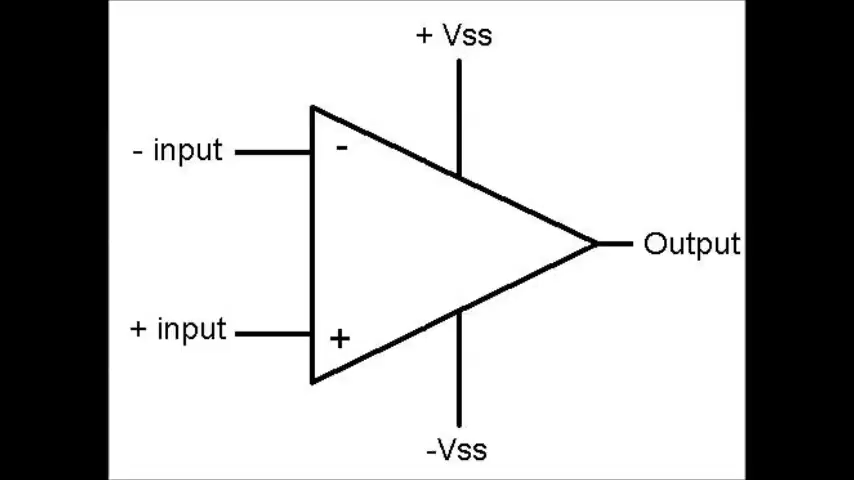 + Vss
- input
-
Output
+ input
+
-Vss